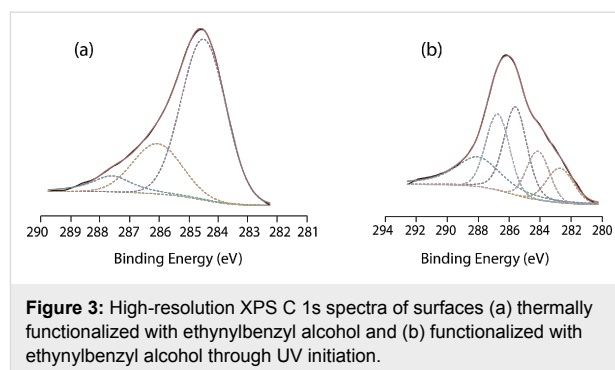 (a)
(b)
290 289 288 287 286 285 284 283 282 281
294 292 290 288 286 284 282 280
Binding Energy (eV)
Binding Energy (eV)
Figure 3: High-resolution XPS C 1s spectra of surfaces (a) thermally
functionalized with ethynylbenzyl alcohol and (b) functionalized with
ethynylbenzyl alcohol through UV initiation.